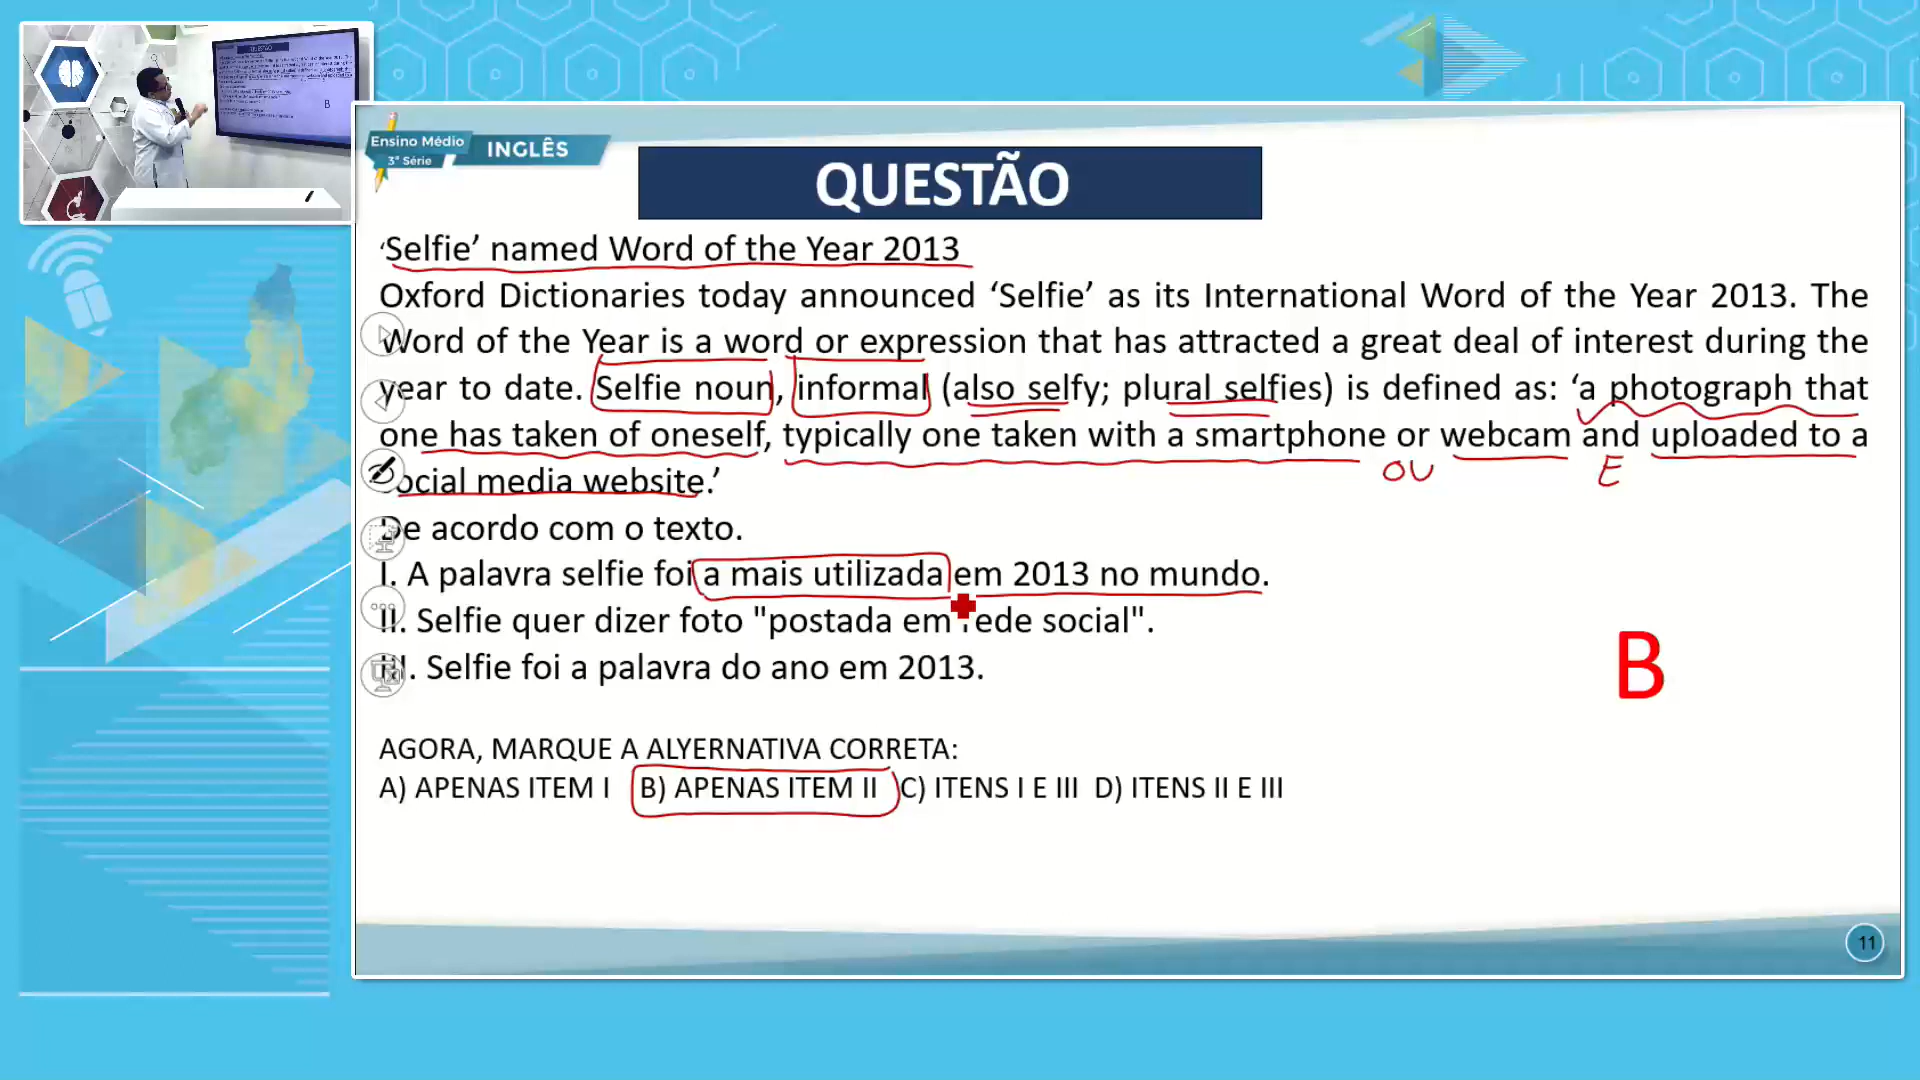 QUESTÃO
B
Ensino Médio
3ª Série
INGLÊS
QUESTÃO
‘Selfie’ named Word of the Year 2013
Oxford Dictionaries today announced ‘Selfie’ as its International Word of the Year 2013. The
Word of the Year is a word or expression that has attracted a great deal of interest during the
year to date. Selfie noun, informal (also selfy; plural selfies) is defined as: ‘a photograph that
one has taken of oneself, typically one taken with a smartphone or webcam and uploaded to a
OU E
social media website.’
De acordo com o texto.
I. A palavra selfie foi a mais utilizada em 2013 no mundo.
II. Selfie quer dizer foto "postada em rede social".
III. Selfie foi a palavra do ano em 2013.
B
AGORA, MARQUE A ALYERNATIVA CORRETA:
A) APENAS ITEM I B) APENAS ITEM II C) ITENS I E III D) ITENS II E III
11